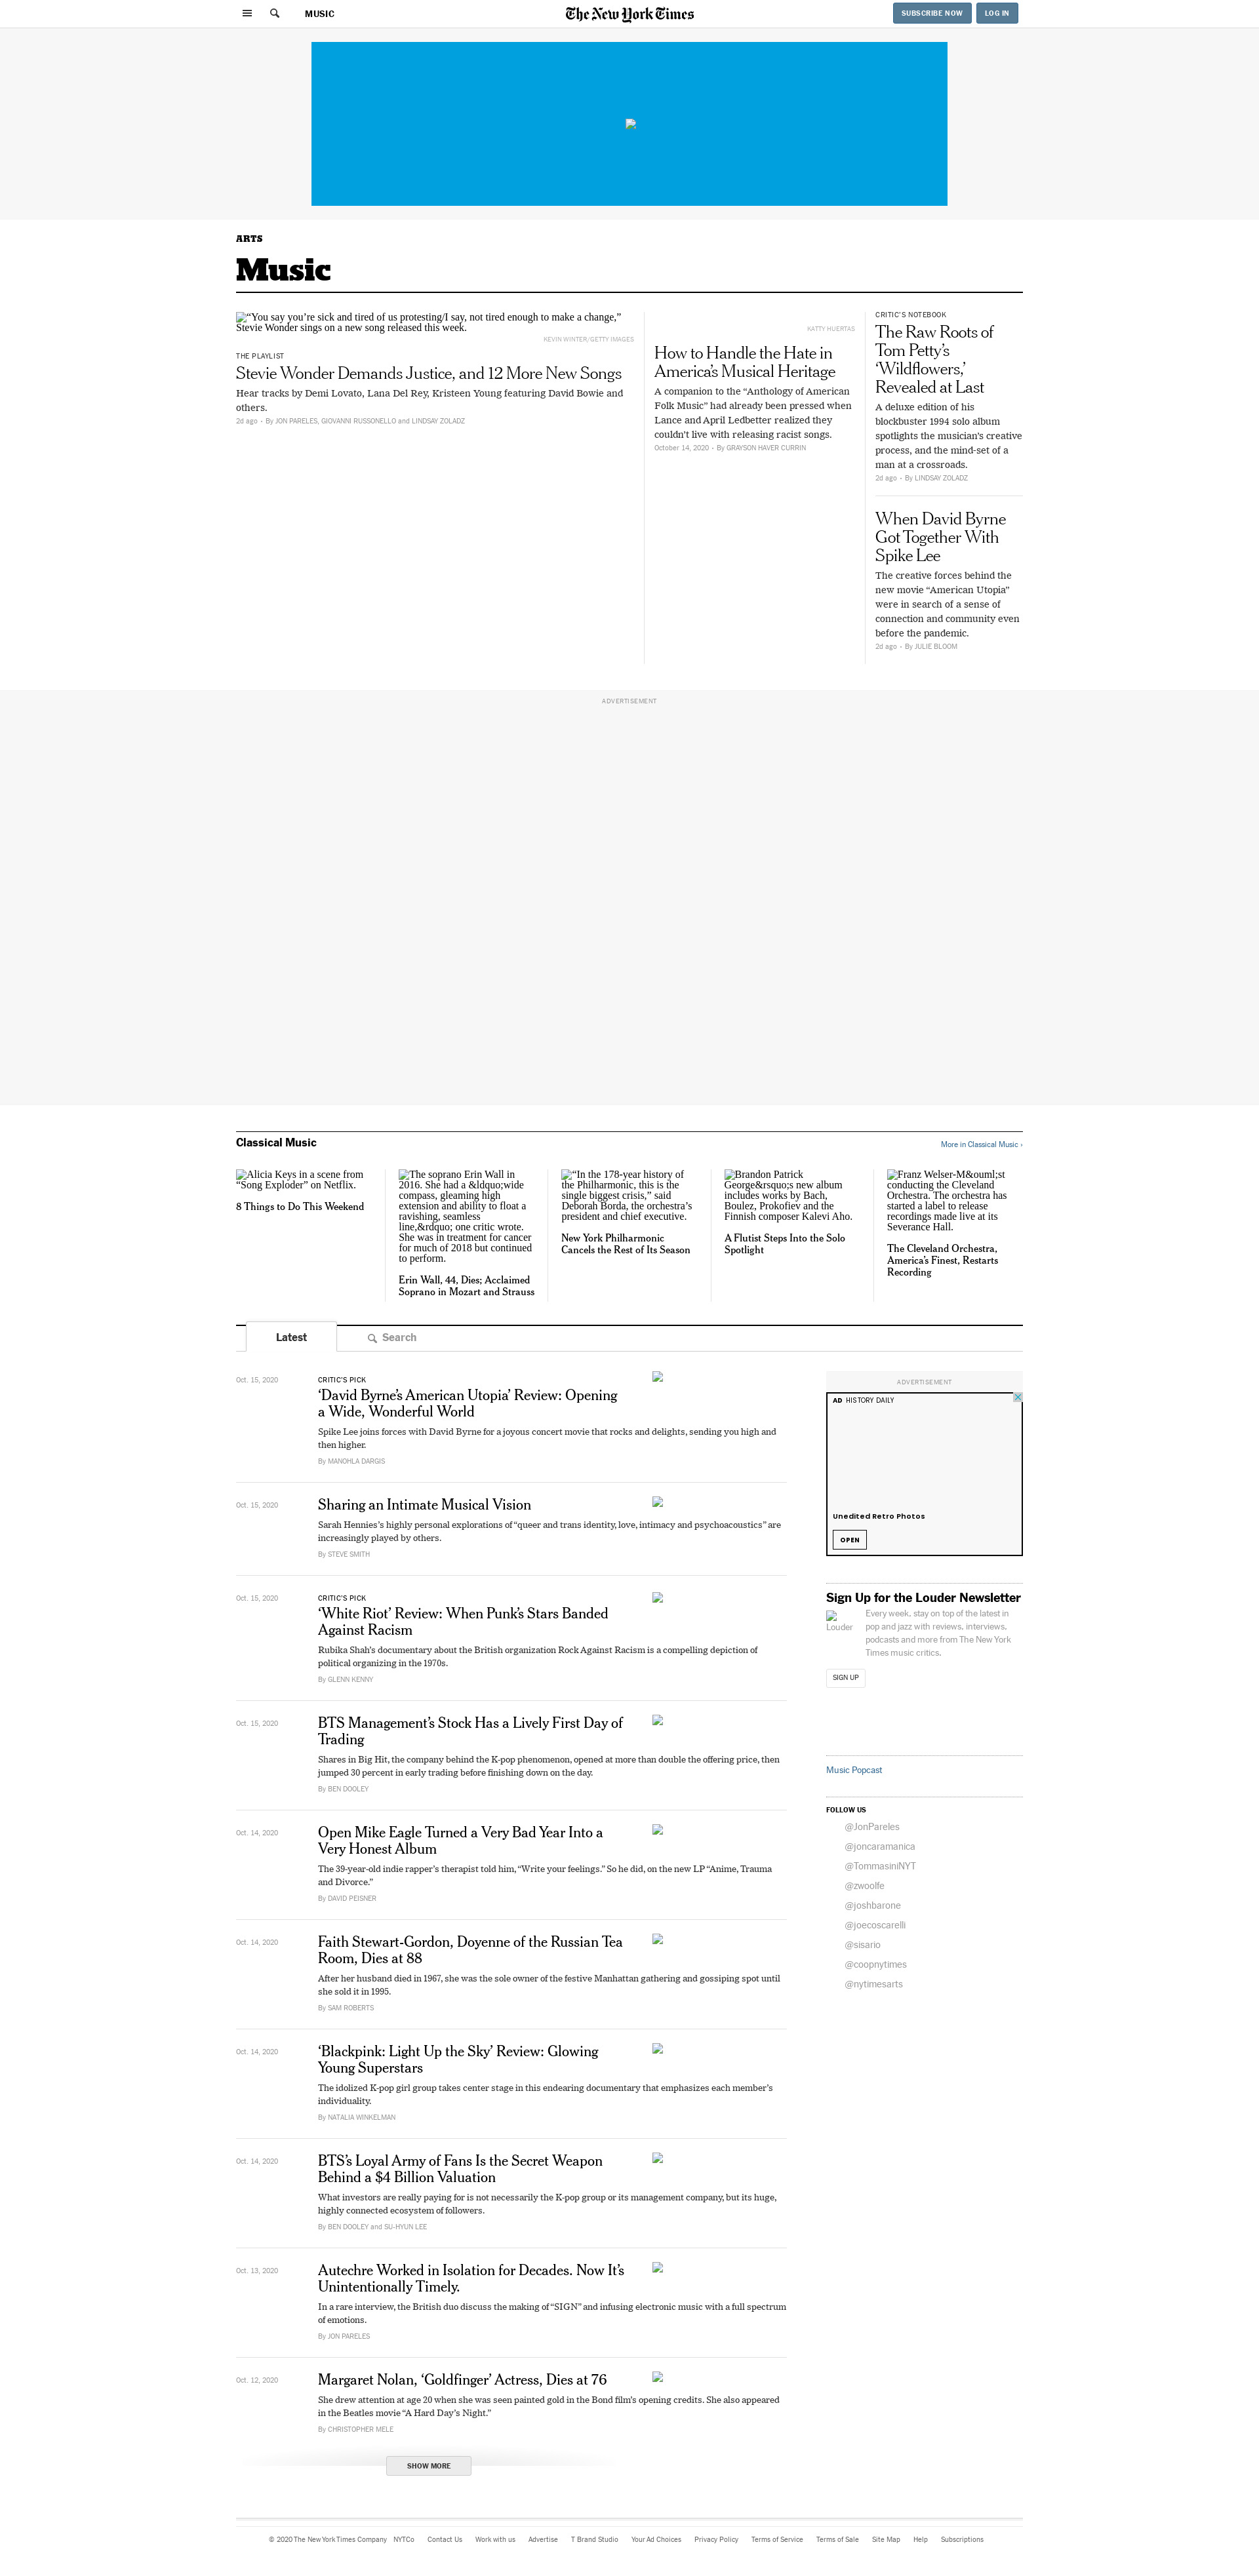 MUSIC
The New York Times
SUBSCRIBE NOW
LOG IN
ARTS
Music
“You say you’re sick and tired of us protesting/I say, not tired enough to make a change,”
Stevie Wonder sings on a new song released this week.
KEVIN WINTER/GETTY IMAGES
THE PLAYLIST
Stevie Wonder Demands Justice, and 12 More New Songs
Hear tracks by Demi Lovato, Lana Del Rey, Kristeen Young featuring David Bowie and
others.
2d ago • By JON PARELES, GIOVANNI RUSSONELLO and LINDSAY ZOLADZ
KATTY HUERTAS
How to Handle the Hate in
America’s Musical Heritage
A companion to the “Anthology of American
Folk Music” had already been pressed when
Lance and April Ledbetter realized they
couldn’t live with releasing racist songs.
October 14, 2020 • By GRAYSON HAVER CURRIN
CRITIC’S NOTEBOOK
The Raw Roots of
Tom Petty’s
‘Wildflowers,’
Revealed at Last
A deluxe edition of his
blockbuster 1994 solo album
spotlights the musician’s creative
process, and the mind-set of a
man at a crossroads.
2d ago • By LINDSAY ZOLADZ
When David Byrne
Got Together With
Spike Lee
The creative forces behind the
new movie “American Utopia”
were in search of a sense of
connection and community even
before the pandemic.
2d ago • By JULIE BLOOM
ADVERTISEMENT
Classical Music
More in Classical Music ›
Alicia Keys in a scene from
“Song Exploder” on Netflix.
8 Things to Do This Weekend
The soprano Erin Wall in
2016. She had a &ldquo;wide
compass, gleaming high
extension and ability to float a
ravishing, seamless
line,&rdquo; one critic wrote.
She was in treatment for cancer
for much of 2018 but continued
to perform.
Erin Wall, 44, Dies; Acclaimed
Soprano in Mozart and Strauss
“In the 178-year history of
the Philharmonic, this is the
single biggest crisis,” said
Deborah Borda, the orchestra’s
president and chief executive.
New York Philharmonic
Cancels the Rest of Its Season
Brandon Patrick
George&rsquo;s new album
includes works by Bach,
Boulez, Prokofiev and the
Finnish composer Kalevi Aho.
A Flutist Steps Into the Solo
Spotlight
Franz Welser-M&ouml;st
conducting the Cleveland
Orchestra. The orchestra has
started a label to release
recordings made live at its
Severance Hall.
The Cleveland Orchestra,
America’s Finest, Restarts
Recording
Latest
Search
Oct. 15, 2020
CRITIC’S PICK
‘David Byrne’s American Utopia’ Review: Opening
a Wide, Wonderful World
Spike Lee joins forces with David Byrne for a joyous concert movie that rocks and delights, sending you high and
then higher.
By MANOHLA DARGIS
Oct. 15, 2020
Sharing an Intimate Musical Vision
Sarah Hennies’s highly personal explorations of “queer and trans identity, love, intimacy and psychoacoustics” are
increasingly played by others.
By STEVE SMITH
Oct. 15, 2020
CRITIC’S PICK
‘White Riot’ Review: When Punk’s Stars Banded
Against Racism
Rubika Shah’s documentary about the British organization Rock Against Racism is a compelling depiction of
political organizing in the 1970s.
By GLENN KENNY
Oct. 15, 2020
BTS Management’s Stock Has a Lively First Day of
Trading
Shares in Big Hit, the company behind the K-pop phenomenon, opened at more than double the offering price, then
jumped 30 percent in early trading before finishing down on the day.
By BEN DOOLEY
Oct. 14, 2020
Open Mike Eagle Turned a Very Bad Year Into a
Very Honest Album
The 39-year-old indie rapper’s therapist told him, “Write your feelings.” So he did, on the new LP “Anime, Trauma
and Divorce.”
By DAVID PEISNER
Oct. 14, 2020
Faith Stewart-Gordon, Doyenne of the Russian Tea
Room, Dies at 88
After her husband died in 1967, she was the sole owner of the festive Manhattan gathering and gossiping spot until
she sold it in 1995.
By SAM ROBERTS
Oct. 14, 2020
‘Blackpink: Light Up the Sky’ Review: Glowing
Young Superstars
The idolized K-pop girl group takes center stage in this endearing documentary that emphasizes each member’s
individuality.
By NATALIA WINKELMAN
Oct. 14, 2020
BTS’s Loyal Army of Fans Is the Secret Weapon
Behind a $4 Billion Valuation
What investors are really paying for is not necessarily the K-pop group or its management company, but its huge,
highly connected ecosystem of followers.
By BEN DOOLEY and SU-HYUN LEE
Oct. 13, 2020
Autechre Worked in Isolation for Decades. Now It’s
Unintentionally Timely.
In a rare interview, the British duo discuss the making of “SIGN” and infusing electronic music with a full spectrum
of emotions.
By JON PARELES
Oct. 12, 2020
Margaret Nolan, ‘Goldfinger’ Actress, Dies at 76
She drew attention at age 20 when she was seen painted gold in the Bond film’s opening credits. She also appeared
in the Beatles movie “A Hard Day’s Night.”
By CHRISTOPHER MELE
SHOW MORE
ADVERTISEMENT
AD HISTORY DAILY
Unedited Retro Photos
OPEN
Sign Up for the Louder Newsletter
Louder
Every week, stay on top of the latest in
pop and jazz with reviews, interviews,
podcasts and more from The New York
Times music critics.
SIGN UP
Music Popcast
FOLLOW US
@JonPareles
@joncaramanica
@TommasiniNYT
@zwoolfe
@joshbarone
@joecoscarelli
@sisario
@coopnytimes
@nytimesarts
© 2020 The New York Times Company NYTCo Contact Us Work with us Advertise T Brand Studio Your Ad Choices Privacy Policy Terms of Service Terms of Sale Site Map Help Subscriptions